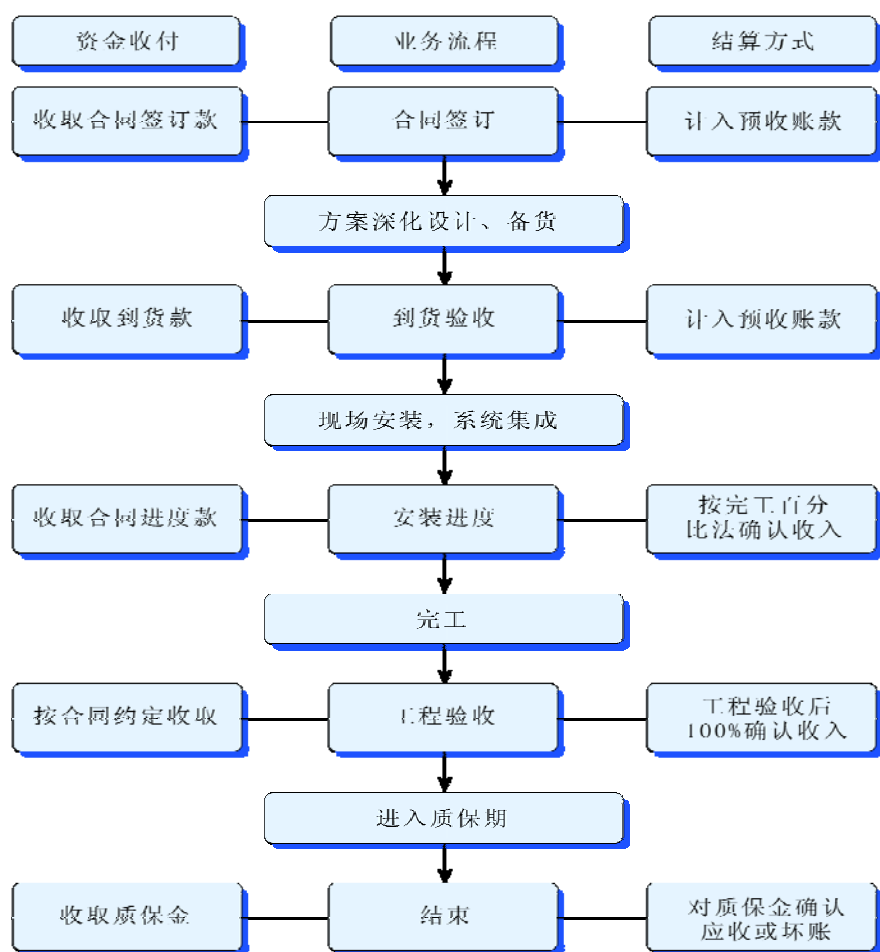 资金收付
业务流程
结算方式
收取合同签订款
合同签订
计入预收账款
方案深化设计、备货
收取到货款
到货验收
计入预收账款
现场安装，系统集成
收取合同进度款
安装进度
按完工百分
比法确认收入
完工
按合同约定收取
工程验收
工程验收后
100%确认收入
进入质保期
收取质保金
结束
对质保金确认
应收或坏账